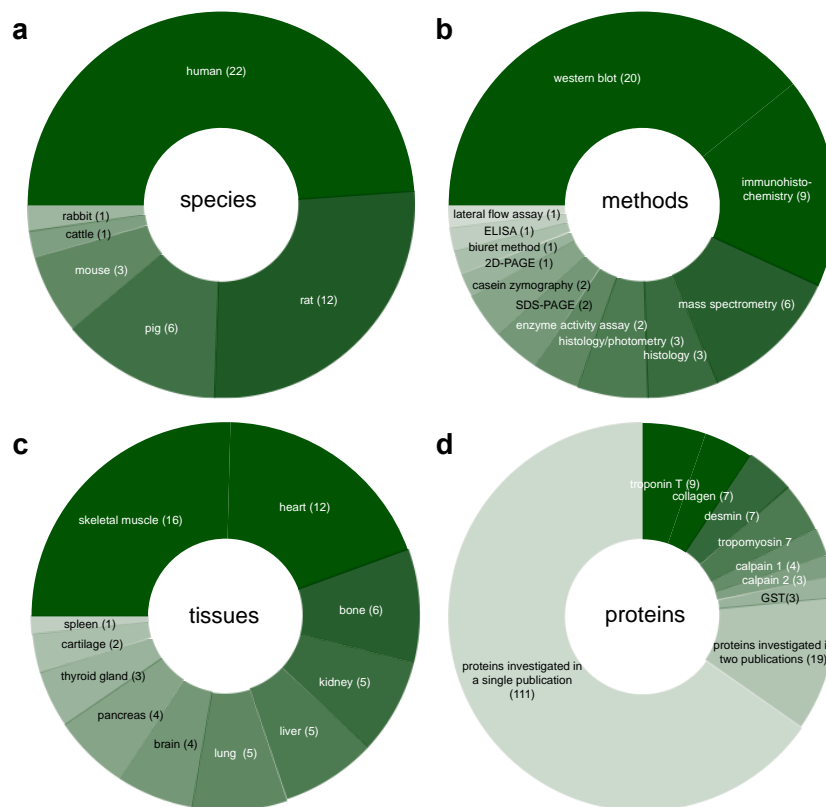 a
human (22)
species
rabbit (1)
cattle (1)
mouse (3)
pig (6)
rat (12)
b
western blot (20)
immunohisto-
chemistry (9)
methods
lateral flow assay (1)
ELISA (1)
biuret method (1)
2D-PAGE (1)
casein zymography (2)
SDS-PAGE (2)
enzyme activity assay (2)
histology/photometry (3)
histology (3)
mass spectrometry (6)
c
skeletal muscle (16)
heart (12)
bone (6)
tissues
spleen (1)
cartilage (2)
thyroid gland (3)
pancreas (4)
brain (4)
lung (5)
liver (5)
kidney (5)
d
troponin T (9)
collagen (7)
desmin (7)
tropomyosin 7
calpain 1 (4)
calpain 2 (3)
GST(3)
proteins
proteins investigated i
two publications (19)
proteins investigated in
a single publication
(111)